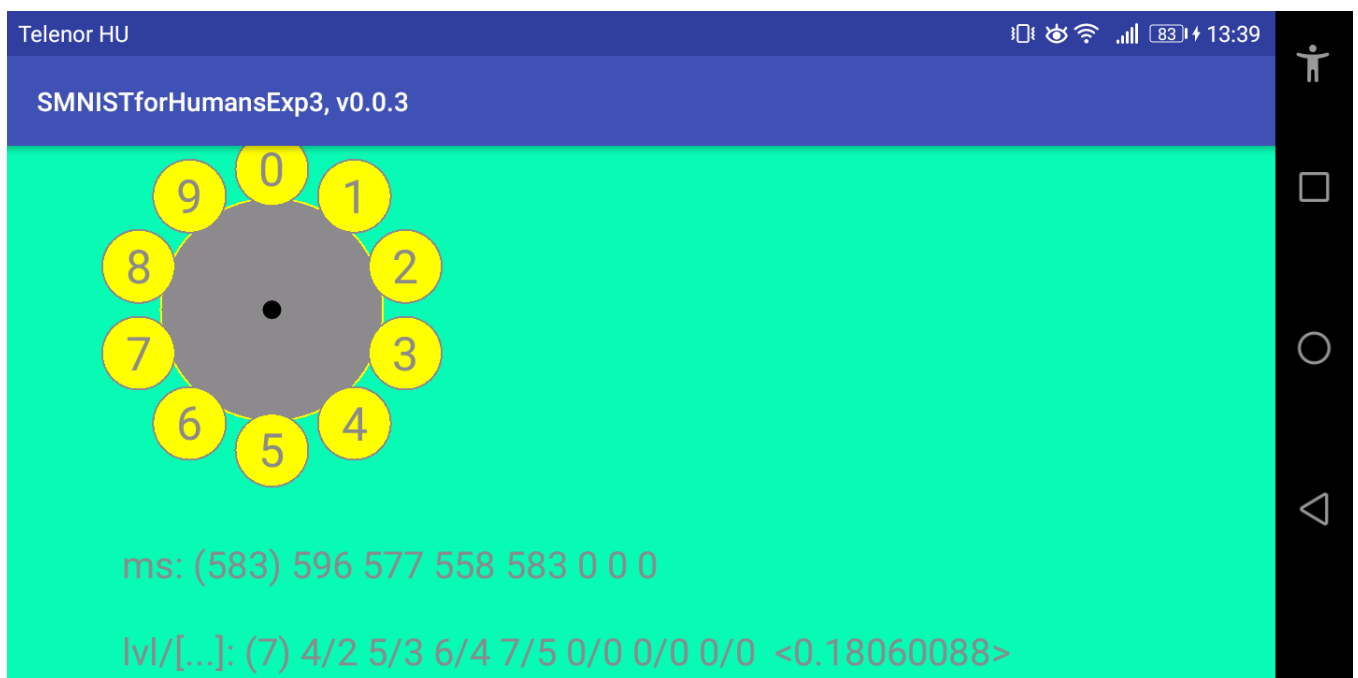 Telenor HU 83 13:39
SMNISTforHumansExp3, v0.0.3
0
9 1
8 2
7 3
6 4
5
ms: (583) 596 577 558 583 0 0 0
lvl/[...]: (7) 4/2 5/3 6/4 7/5 0/0 0/0 0/0 <0.18060088>